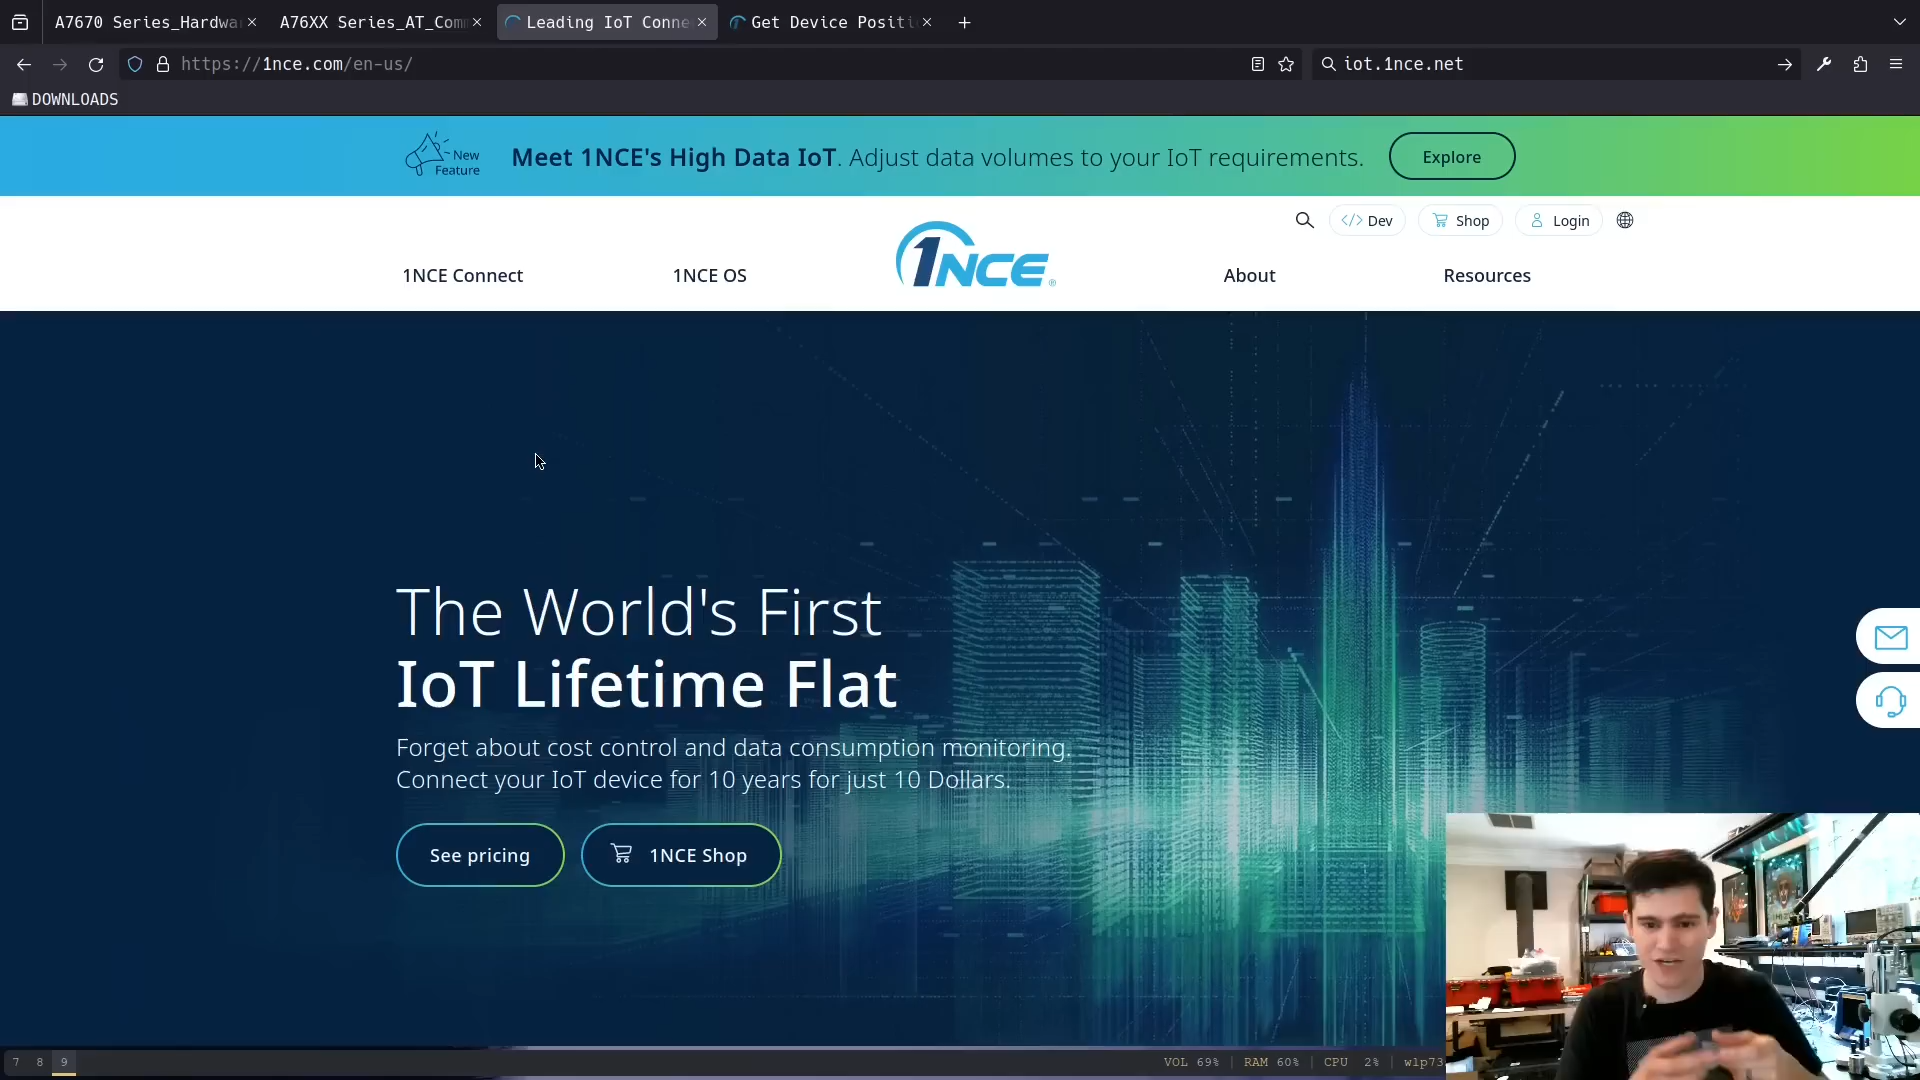 A7670 Series_Hardwa
A76XX Series_AT_Com
Leading IoT Conne
Get Device Positi
https://1nce.com/en-us/
iot.1nce.net
DOWNLOADS
New
Feature
Meet 1NCE's High Data IoT. Adjust data volumes to your IoT requirements.
Explore
</> Dev
Shop
Login
1NCE Connect
1NCE OS
1NCE®
About
Resources
The World's First
IoT Lifetime Flat
Forget about cost control and data consumption monitoring.
Connect your IoT device for 10 years for just 10 Dollars.
See pricing
1NCE Shop
7 8 9
VOL 69% | RAM 60% | CPU 2% | wlp73